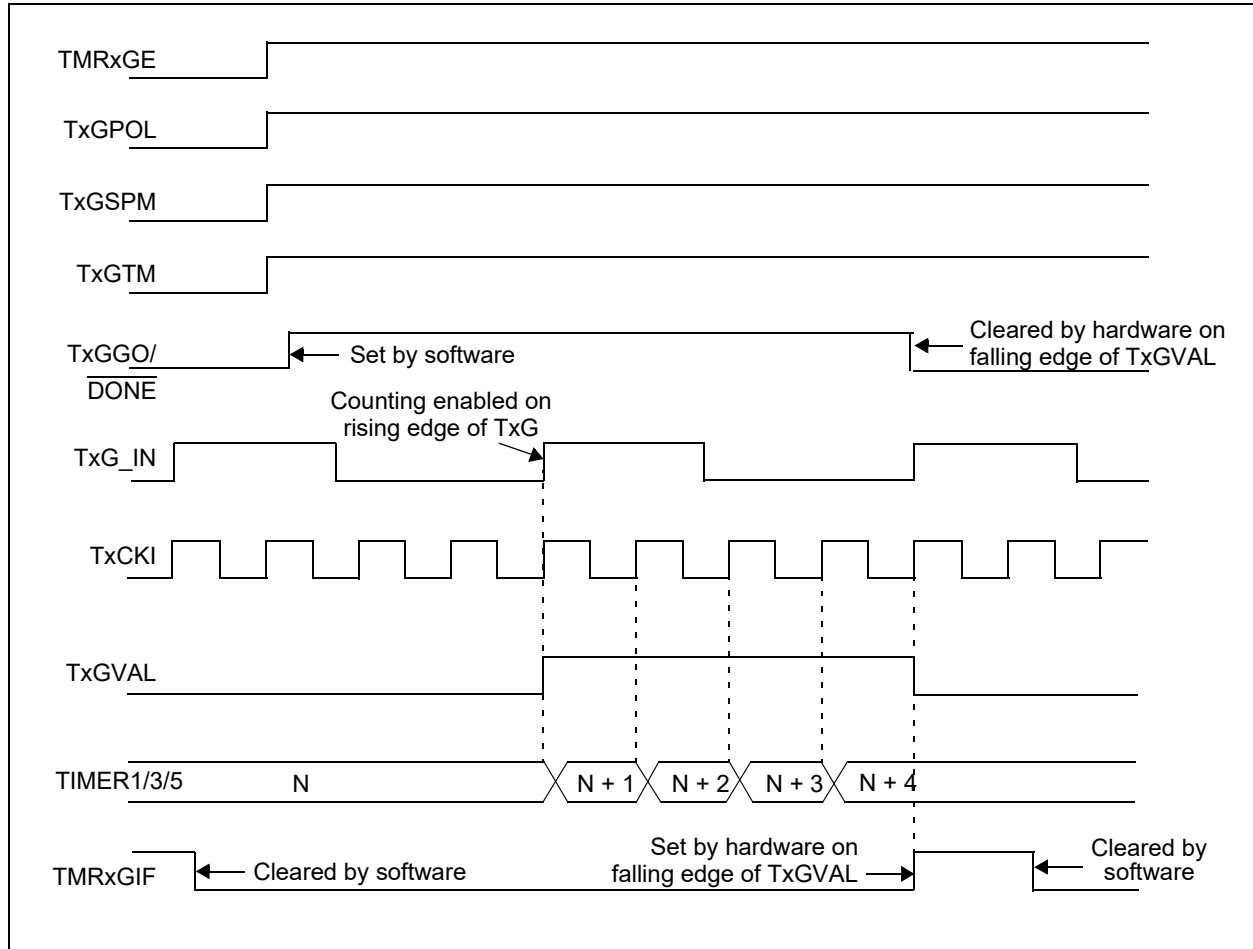 TMRxGE
TxGPOL
TxGSPM
TxGTM
TxGGO/
DONE
Set by software
Cleared by hardware on
falling edge of TxGVAL
Counting enabled on
rising edge of TxG
TxG_IN
TxCKI
TxGVAL
TIMER1/3/5
N
N + 1
N + 2
N + 3
N + 4
TMRxGIF
Cleared by software
Set by hardware on
falling edge of TxGVAL
Cleared by
software